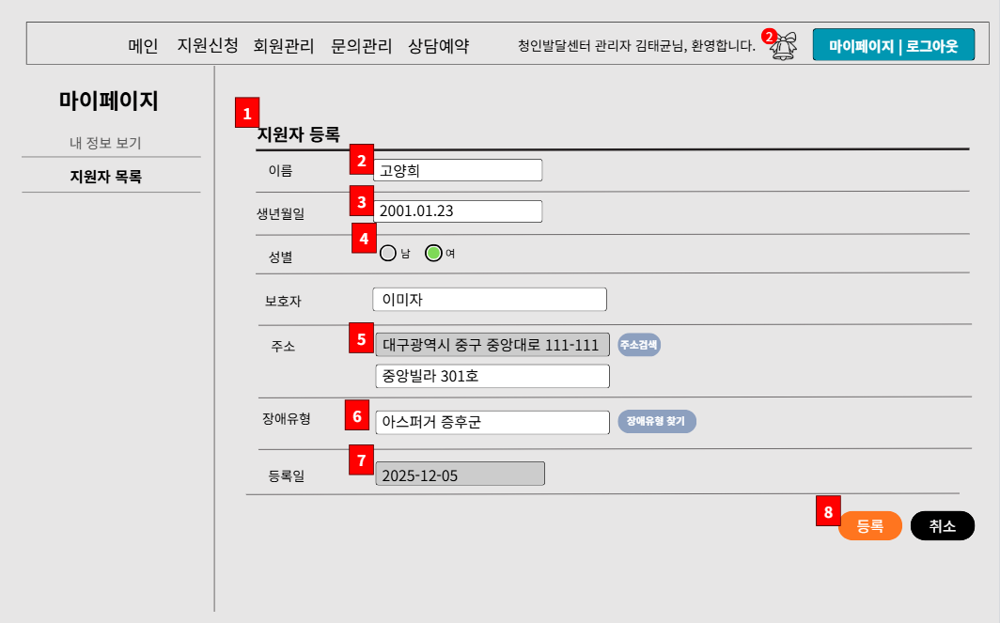 메인 지원신청 회원관리 문의관리 상담예약 청인발달센터 관리자 김태균님, 환영합니다. 2 마이페이지 | 로그아웃
마이페이지
내 정보 보기
지원자 목록
1
지원자 등록
이름 2 고양희
생년월일 3 2001.01.23
성별 4 남 여
보호자 이미자
주소 5 대구광역시 중구 중앙대로 111-111 주소검색
중앙빌라 301호
장애유형 6 아스퍼거 증후군 장애유형 찾기
등록일 7 2025-12-05
8 등록 취소